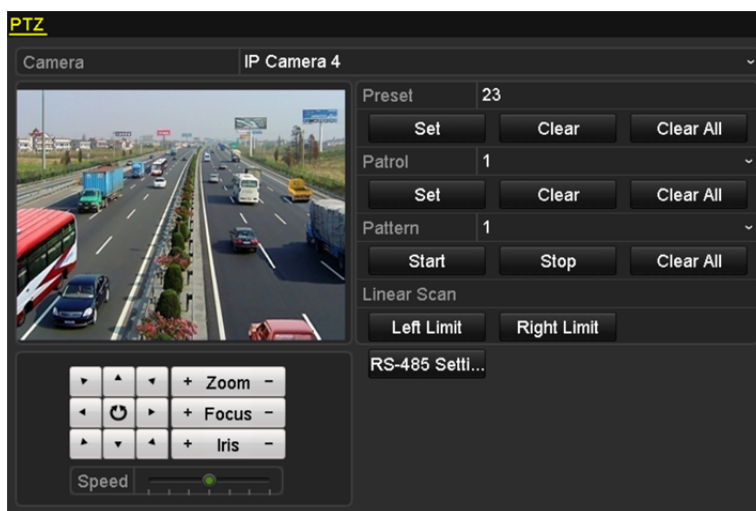 PTZ
Camera IP Camera 4
Preset 23
Set Clear Clear All
Patrol 1
Set Clear Clear All
Pattern 1
Start Stop Clear All
Linear Scan
Left Limit Right Limit
RS-485 Setti...
+ Zoom -
+ Focus -
+ Iris -
Speed